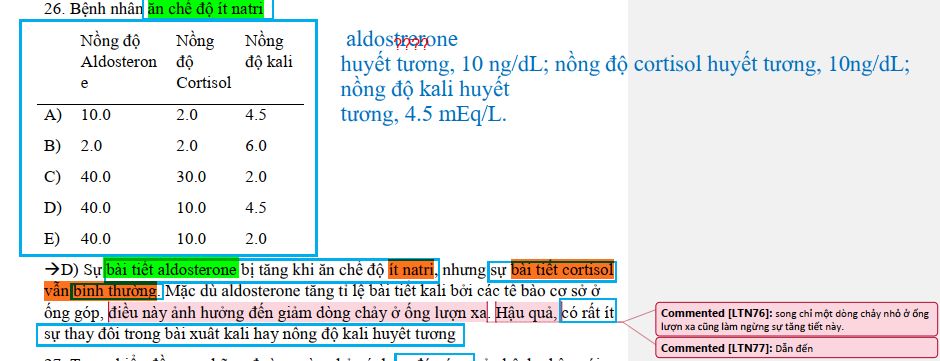 26. Bệnh nhân ăn chế độ ít natri
Nồng độ Aldosteron e Nồng độ Cortisol Nồng độ kali
A) 10.0 2.0 4.5
B) 2.0 2.0 6.0
C) 40.0 30.0 2.0
D) 40.0 10.0 4.5
E) 40.0 10.0 2.0
aldostrerone
????
huyết tương, 10 ng/dL; nồng độ cortisol huyết tương, 10ng/dL;
nồng độ kali huyết
tương, 4.5 mEq/L.
→D) Sự bài tiết aldosterone bị tăng khi ăn chế độ ít natri, nhưng sự bài tiết cortisol
vẫn bình thường. Mặc dù aldosterone tăng tỉ lệ bài tiết kali bởi các tê bào cơ sở ở
ống góp, điều này ảnh hưởng đến giảm dòng chảy ở ống lượn xa. Hậu quả, có rất ít
sự thay đổi trong bài xuất kali hay nông độ kali huyết tương
Commented [LTN76]: song chỉ một dòng chảy nhỏ ở ống
lượn xa cũng làm ngừng sự tăng tiết này.
Commented [LTN77]: Dẫn đến